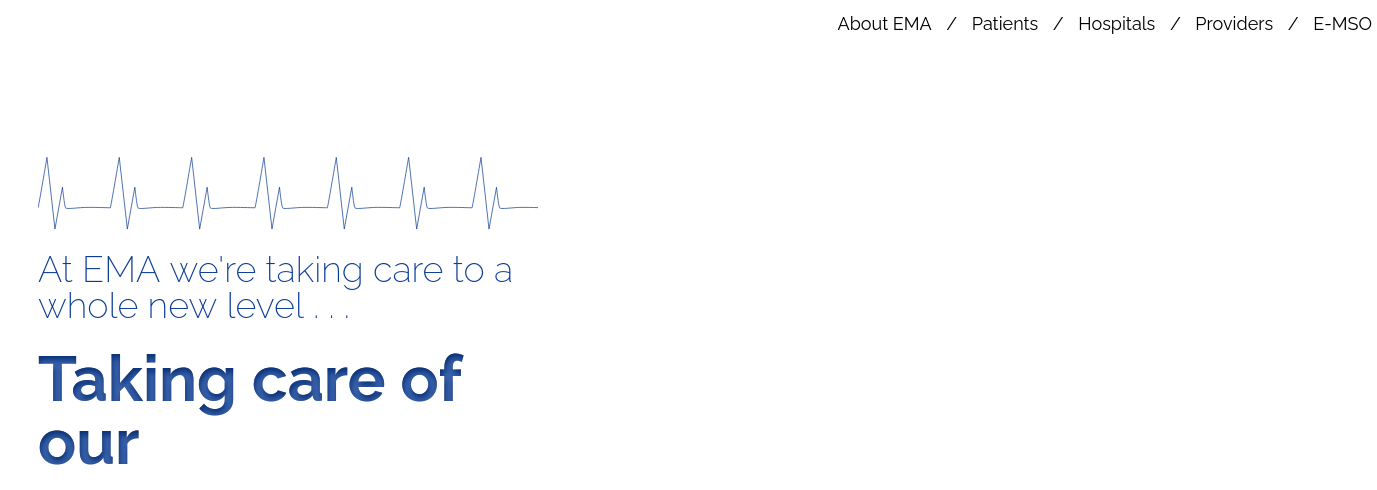 About EMA / Patients / Hospitals / Providers / E-MSO
At EMA we're taking care to a
whole new level . . .
Taking care of
our